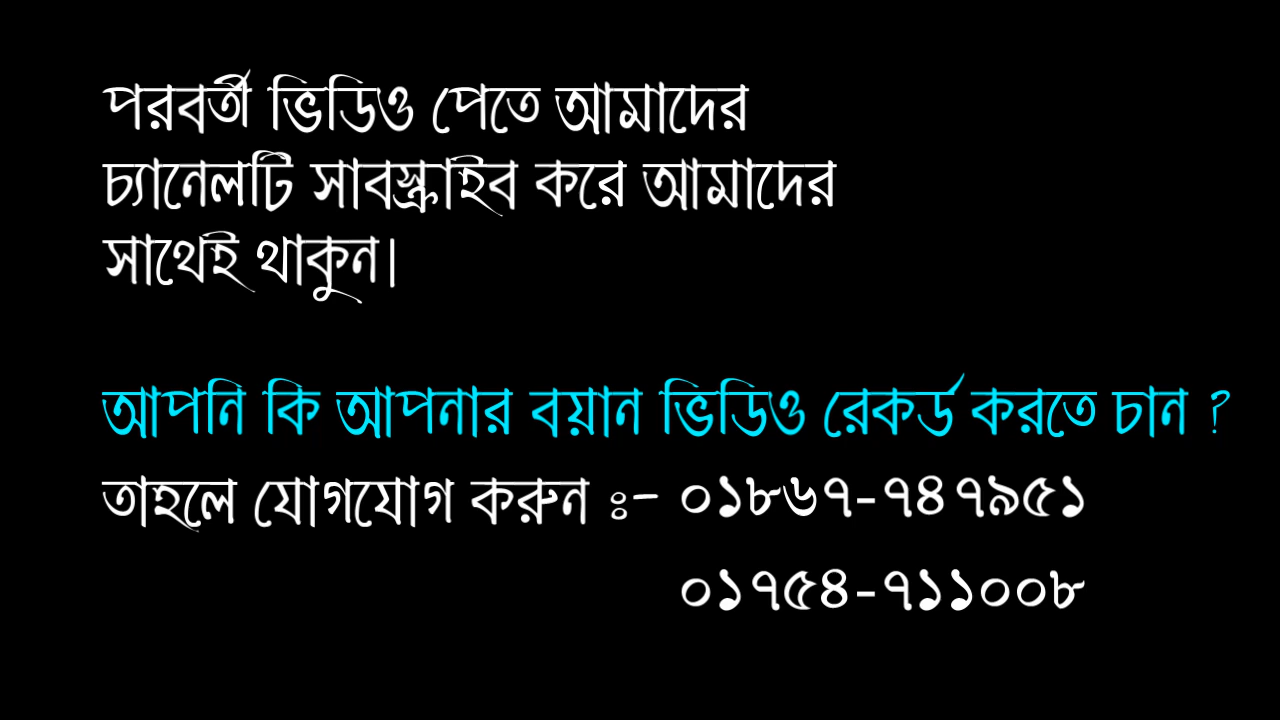 পরবর্তী ভিডিও পেতে আমাদের
চ্যানেলটি সাবস্ক্রাইব করে আমাদের
সাথেই থাকুন।
আপনি কি আপনার বয়ান ভিডিও রেকর্ড করতে চান ?
তাহলে যোগযোগ করুন ঃ- ০১৮৬৭-৭৪৭৯৫১
০১৭৫৪-৭১১০০৮